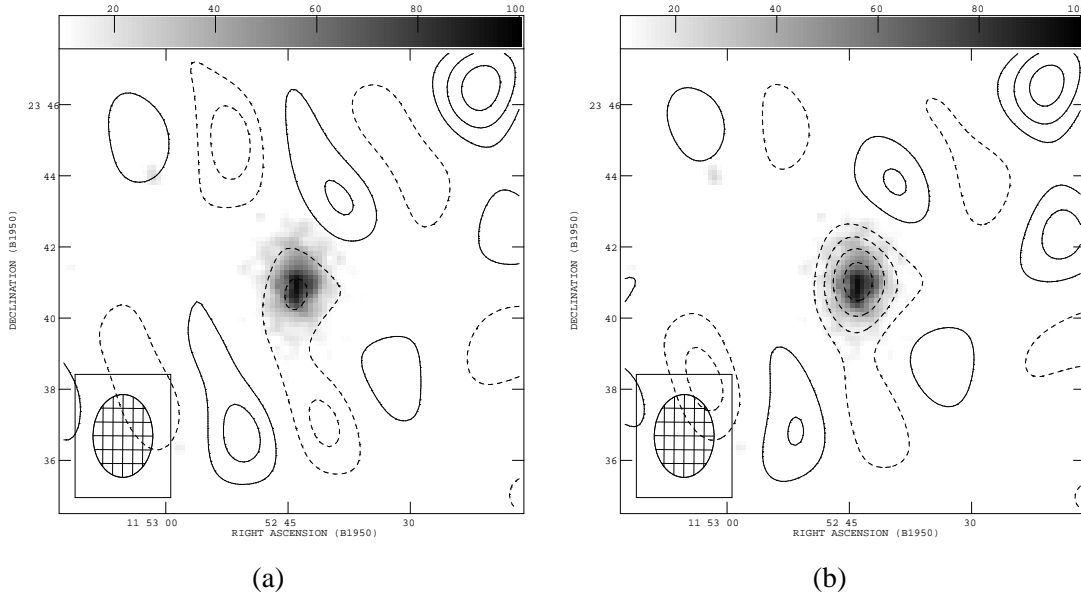 20 40 60 80 100
23 46
44
42
40
38
36
DECLINATION (B1950)
11 53 00 52 45 30
RIGHT ASCENSION (B1950)
(a)
20 40 60 80 100
23 46
44
42
40
38
36
DECLINATION (B1950)
11 53 00 52 45 30
RIGHT ASCENSION (B1950)
(b)